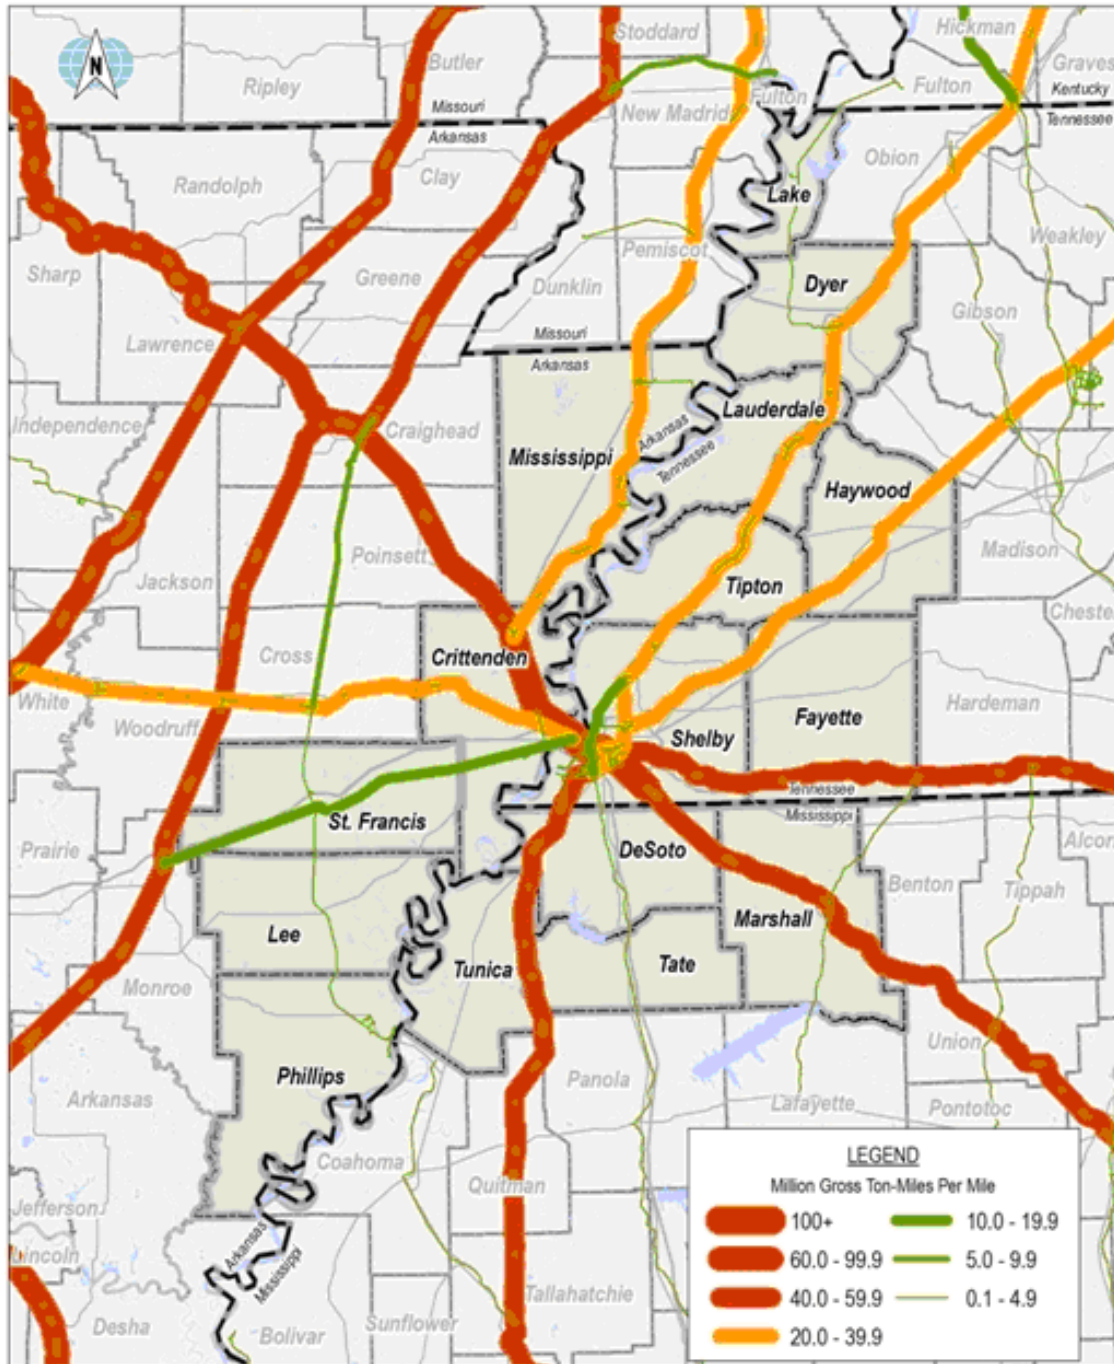 Stoddard
Hickman
N
Butler
Graves
Ripley
Fulton
Fulton
Kentucky
Missouri
New Madrid
Tennessee
Arkansas
Obion
Clay
Randolph
Lake
Weakley
Pemiscot
Sharp
Greene
Dunklin
Dyer
Gibson
Missouri
Lawrence
Arkansas
Independence
Craighead
Lauderdale
Arkansas
Tennessee
Mississippi
Haywood
Poinsett
Madison
Jackson
Tipton
Cheste
Cross
Crittenden
White
Woodruff
Hardeman
Fayette
Shelby
Tennessee
Mississippi
St. Francis
Prairie
DeSoto
Alcor
Benton
Tippah
Marshall
Lee
Tunica
Tate
Monroe
Union
Phillips
Panola
Arkansas
Lafayette
Pontotoc
Coahoma
Quitman
Jefferson
Arkansas
Mississippi
Lincoln
Tallahatchie
Desha
Bolivar
Sunflower
LEGEND
Million Gross Ton-Miles Per Mile
100+
10.0 - 19.9
60.0 - 99.9
5.0 - 9.9
40.0 - 59.9
0.1 - 4.9
20.0 - 39.9